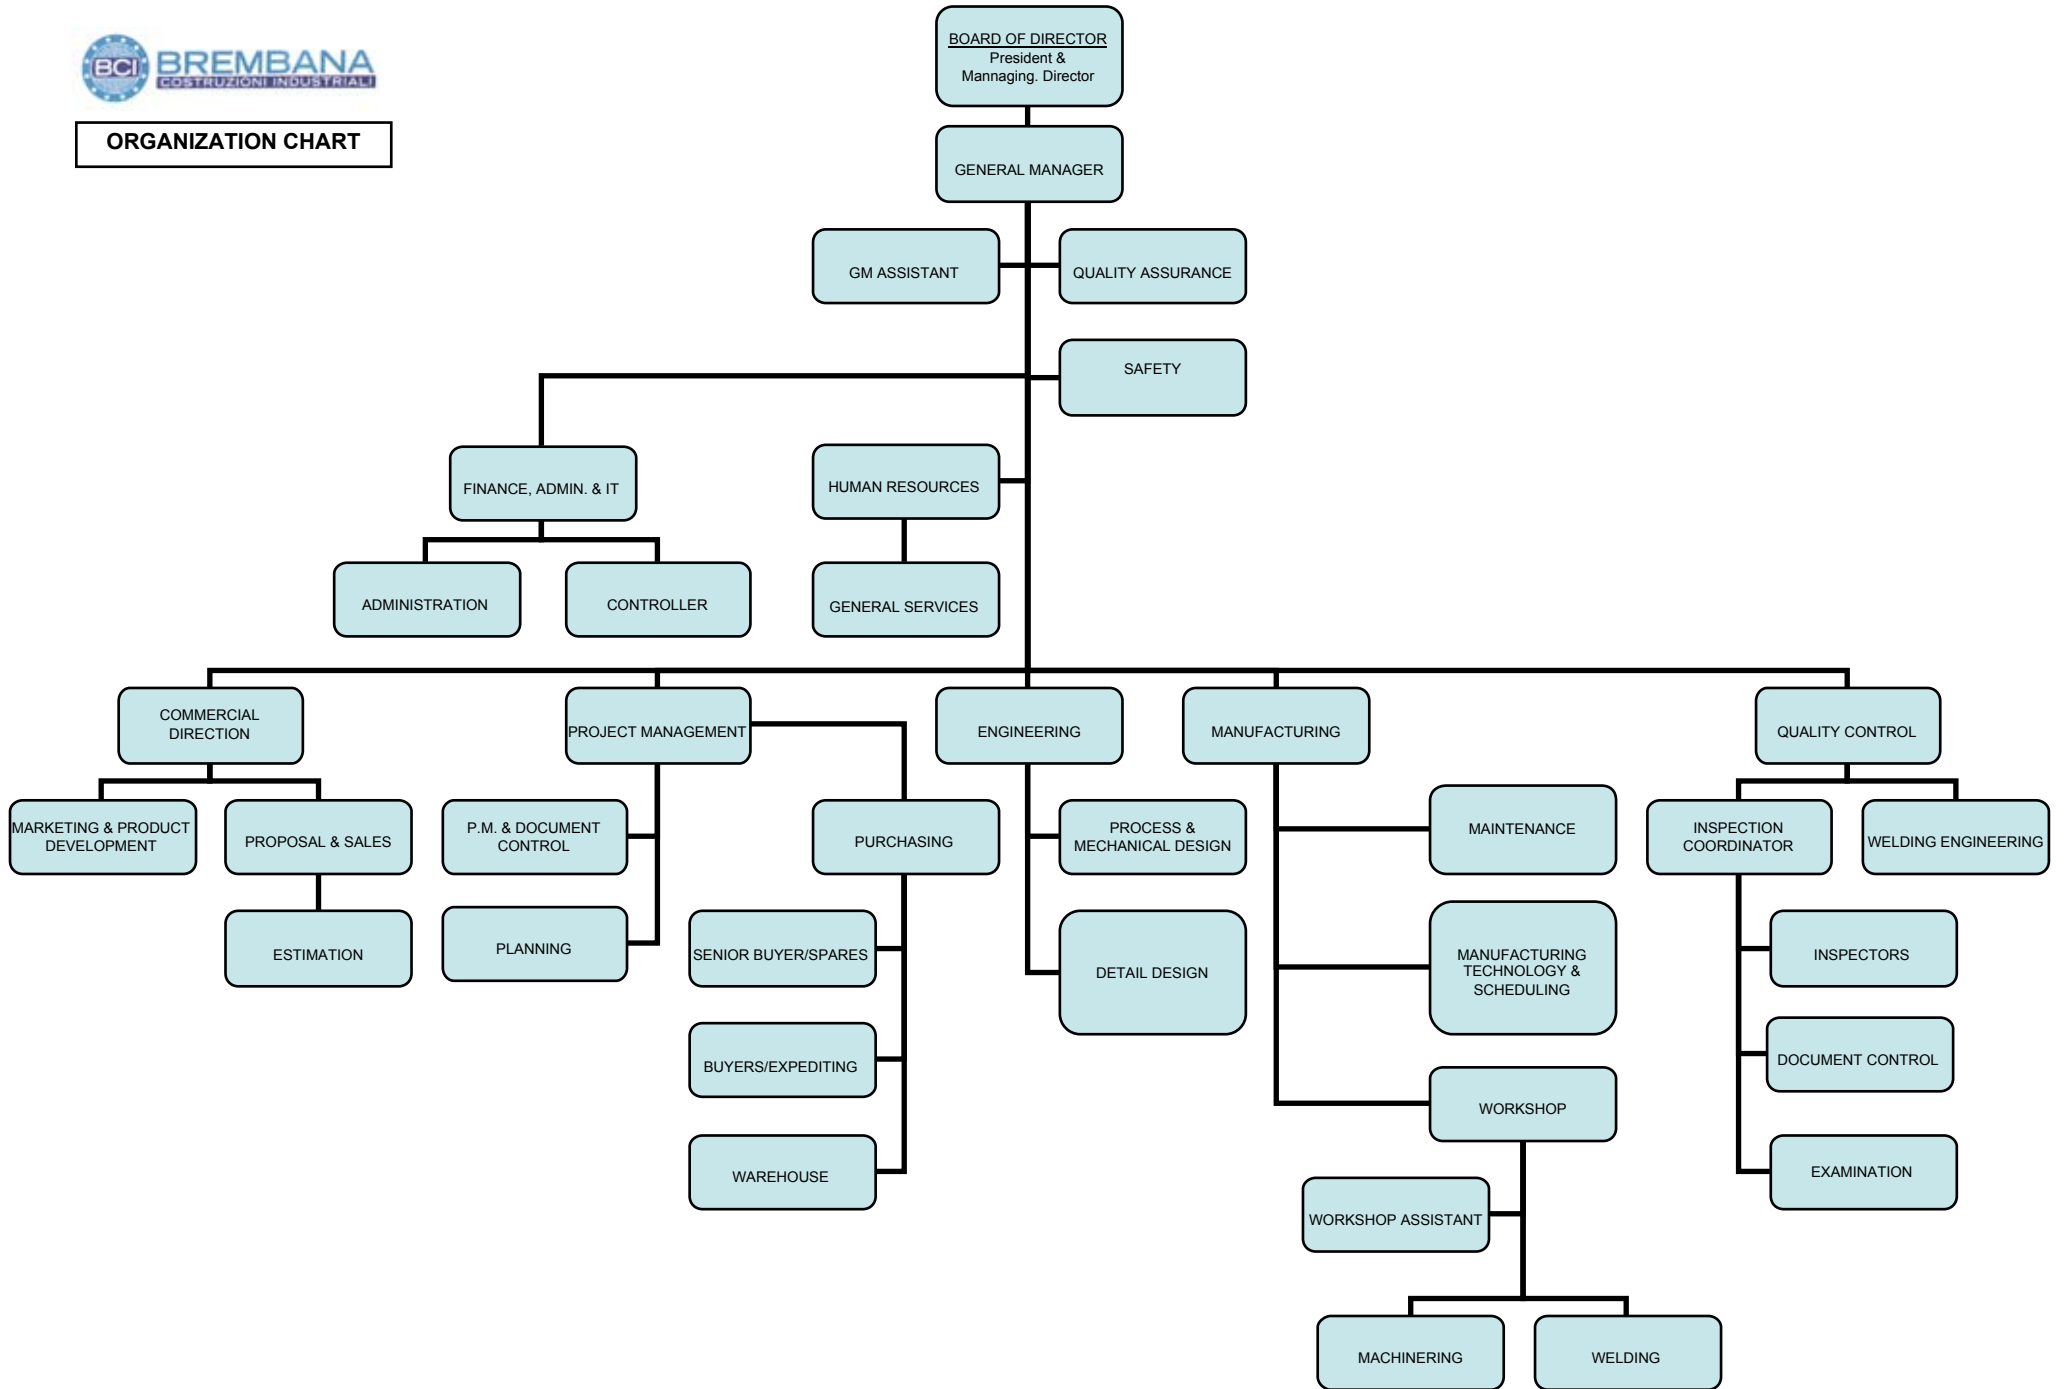 BCI BREMBANA
COSTRUZIONI INDUSTRIALI
ORGANIZATION CHART
BOARD OF DIRECTOR
President &
Mannaging. Director
GENERAL MANAGER
GM ASSISTANT
QUALITY ASSURANCE
SAFETY
FINANCE, ADMIN. & IT
HUMAN RESOURCES
ADMINISTRATION
CONTROLLER
GENERAL SERVICES
COMMERCIAL
DIRECTION
PROJECT MANAGEMENT
ENGINEERING
MANUFACTURING
QUALITY CONTROL
MARKETING & PRODUCT
DEVELOPMENT
PROPOSAL & SALES
P.M. & DOCUMENT
CONTROL
PURCHASING
PROCESS &
MECHANICAL DESIGN
MAINTENANCE
INSPECTION
COORDINATOR
WELDING ENGINEERING
ESTIMATION
PLANNING
SENIOR BUYER/SPARES
DETAIL DESIGN
MANUFACTURING
TECHNOLOGY &
SCHEDULING
INSPECTORS
BUYERS/EXPEDITING
DOCUMENT CONTROL
WORKSHOP
WAREHOUSE
EXAMINATION
WORKSHOP ASSISTANT
MACHINERING
WELDING